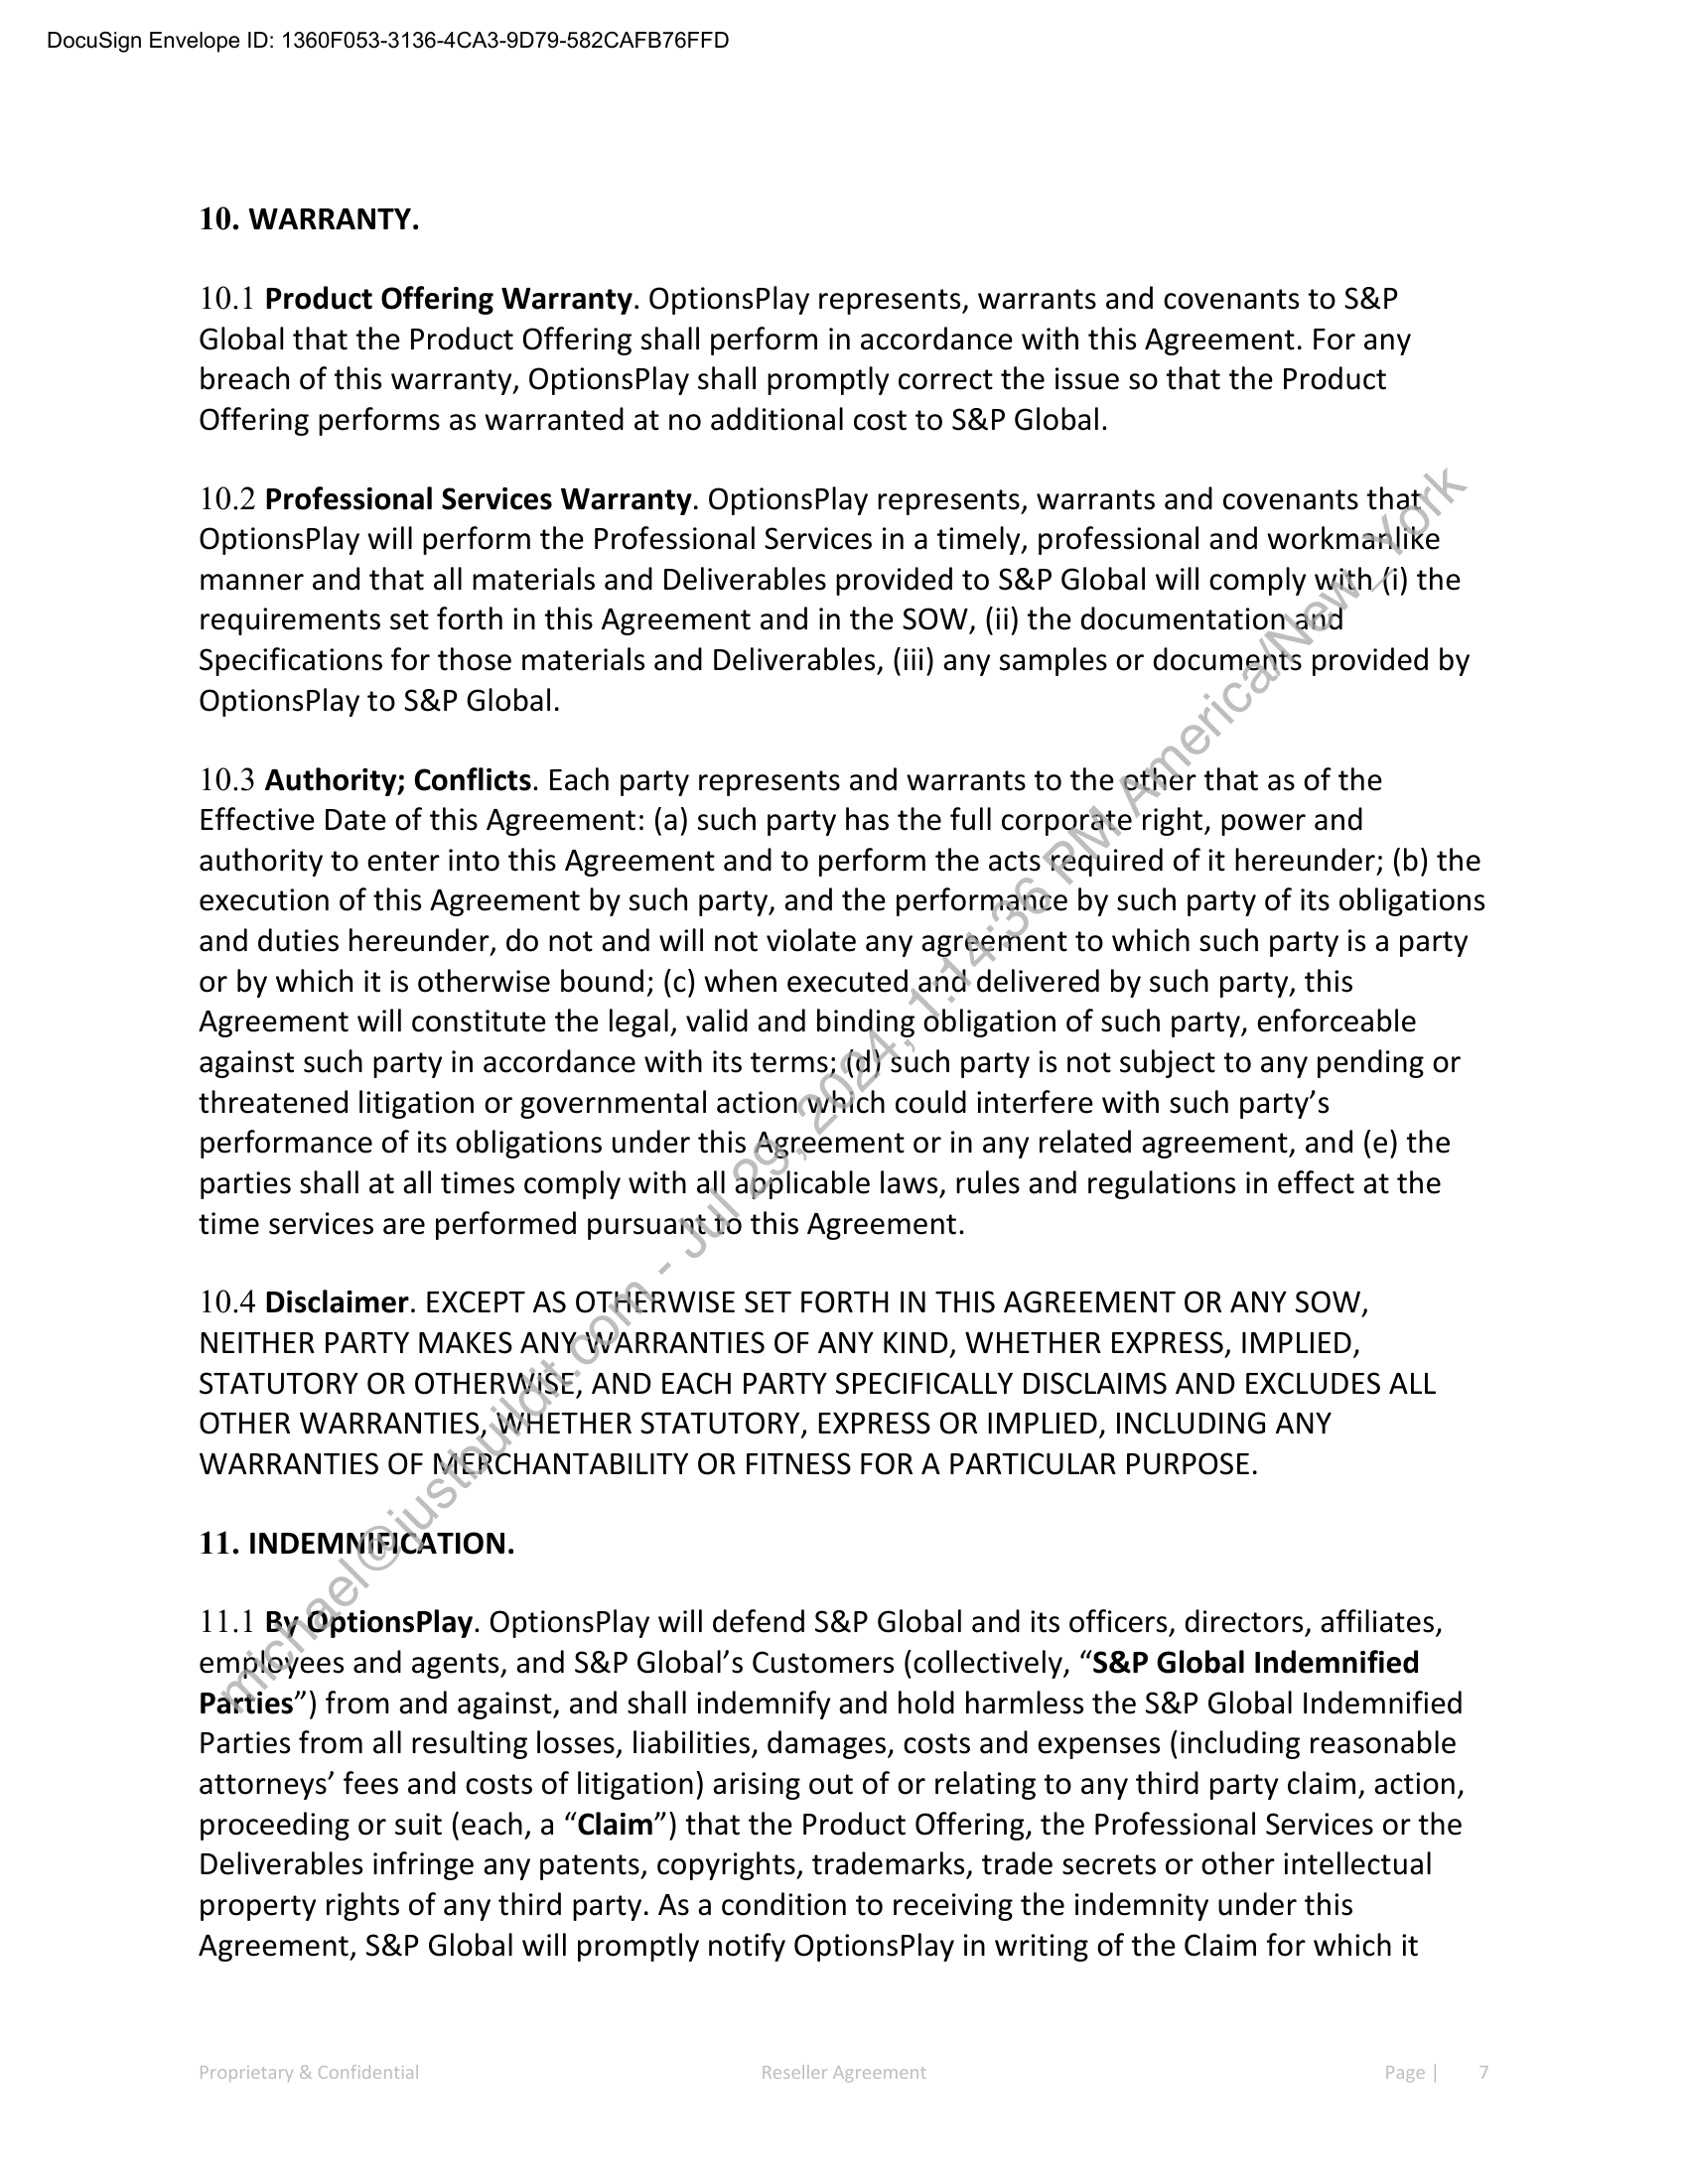 DocuSign Envelope ID: 1360F053-3136-4CA3-9D79-582CAFB76FFD
10. WARRANTY.
10.1 Product Offering Warranty. OptionsPlay represents, warrants and covenants to S&P
Global that the Product Offering shall perform in accordance with this Agreement. For any
breach of this warranty, OptionsPlay shall promptly correct the issue so that the Product
Offering performs as warranted at no additional cost to S&P Global.
10.2 Professional Services Warranty. OptionsPlay represents, warrants and covenants that
OptionsPlay will perform the Professional Services in a timely, professional and workmanlike
manner and that all materials and Deliverables provided to S&P Global will comply with (i) the
requirements set forth in this Agreement and in the SOW, (ii) the documentation and
Specifications for those materials and Deliverables, (iii) any samples or documents provided by
OptionsPlay to S&P Global.
10.3 Authority; Conflicts. Each party represents and warrants to the other that as of the
Effective Date of this Agreement: (a) such party has the full corporate right, power and
authority to enter into this Agreement and to perform the acts required of it hereunder; (b) the
execution of this Agreement by such party, and the performance by such party of its obligations
and duties hereunder, do not and will not violate any agreement to which such party is a party
or by which it is otherwise bound; (c) when executed and delivered by such party, this
Agreement will constitute the legal, valid and binding obligation of such party, enforceable
against such party in accordance with its terms; (d) such party is not subject to any pending or
threatened litigation or governmental action which could interfere with such party’s
performance of its obligations under this Agreement or in any related agreement, and (e) the
parties shall at all times comply with all applicable laws, rules and regulations in effect at the
time services are performed pursuant to this Agreement.
10.4 Disclaimer. EXCEPT AS OTHERWISE SET FORTH IN THIS AGREEMENT OR ANY SOW,
NEITHER PARTY MAKES ANY WARRANTIES OF ANY KIND, WHETHER EXPRESS, IMPLIED,
STATUTORY OR OTHERWISE, AND EACH PARTY SPECIFICALLY DISCLAIMS AND EXCLUDES ALL
OTHER WARRANTIES, WHETHER STATUTORY, EXPRESS OR IMPLIED, INCLUDING ANY
WARRANTIES OF MERCHANTABILITY OR FITNESS FOR A PARTICULAR PURPOSE.
11. INDEMNIFICATION.
11.1 By OptionsPlay. OptionsPlay will defend S&P Global and its officers, directors, affiliates,
employees and agents, and S&P Global’s Customers (collectively, “S&P Global Indemnified
Parties”) from and against, and shall indemnify and hold harmless the S&P Global Indemnified
Parties from all resulting losses, liabilities, damages, costs and expenses (including reasonable
attorneys’ fees and costs of litigation) arising out of or relating to any third party claim, action,
proceeding or suit (each, a “Claim”) that the Product Offering, the Professional Services or the
Deliverables infringe any patents, copyrights, trademarks, trade secrets or other intellectual
property rights of any third party. As a condition to receiving the indemnity under this
Agreement, S&P Global will promptly notify OptionsPlay in writing of the Claim for which it
michael@justbuildit.com - Jul 29, 2024, 1:14:36 PM America/New_York
Proprietary & Confidential Reseller Agreement Page | 7